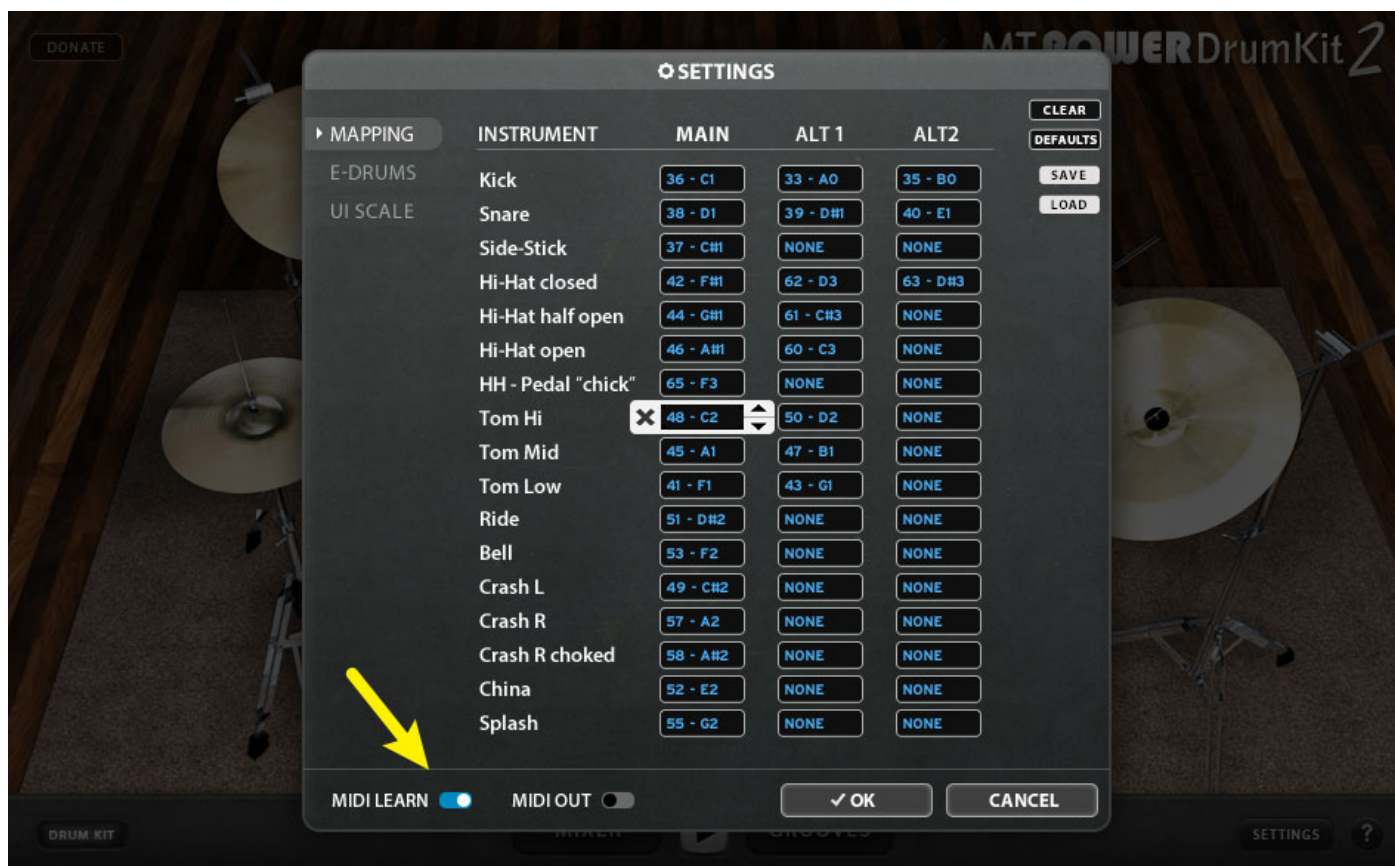 DONATE
MT POWER DrumKit 2
SETTINGS
CLEAR
MAPPING INSTRUMENT MAIN ALT 1 ALT2 DEFAULTS
E-DRUMS Kick 36 - C1 33 - A0 35 - B0 SAVE
UI SCALE Snare 38 - D1 39 - D#1 40 - E1 LOAD
Side-Stick 37 - C#1 NONE NONE
Hi-Hat closed 42 - F#1 62 - D3 63 - D#3
Hi-Hat half open 44 - G#1 61 - C#3 NONE
Hi-Hat open 46 - A#1 60 - C3 NONE
HH - Pedal "chick" 65 - F3 NONE NONE
Tom Hi 48 - C2 50 - D2 NONE
Tom Mid 45 - A1 47 - B1 NONE
Tom Low 41 - F1 43 - G1 NONE
Ride 51 - D#2 NONE NONE
Bell 53 - F2 NONE NONE
Crash L 49 - C#2 NONE NONE
Crash R 57 - A2 NONE NONE
Crash R choked 58 - A#2 NONE NONE
China 52 - E2 NONE NONE
Splash 55 - G2 NONE NONE
MIDI LEARN MIDI OUT ✓ OK CANCEL
DRUM KIT MIXER GROOVES SETTINGS ?